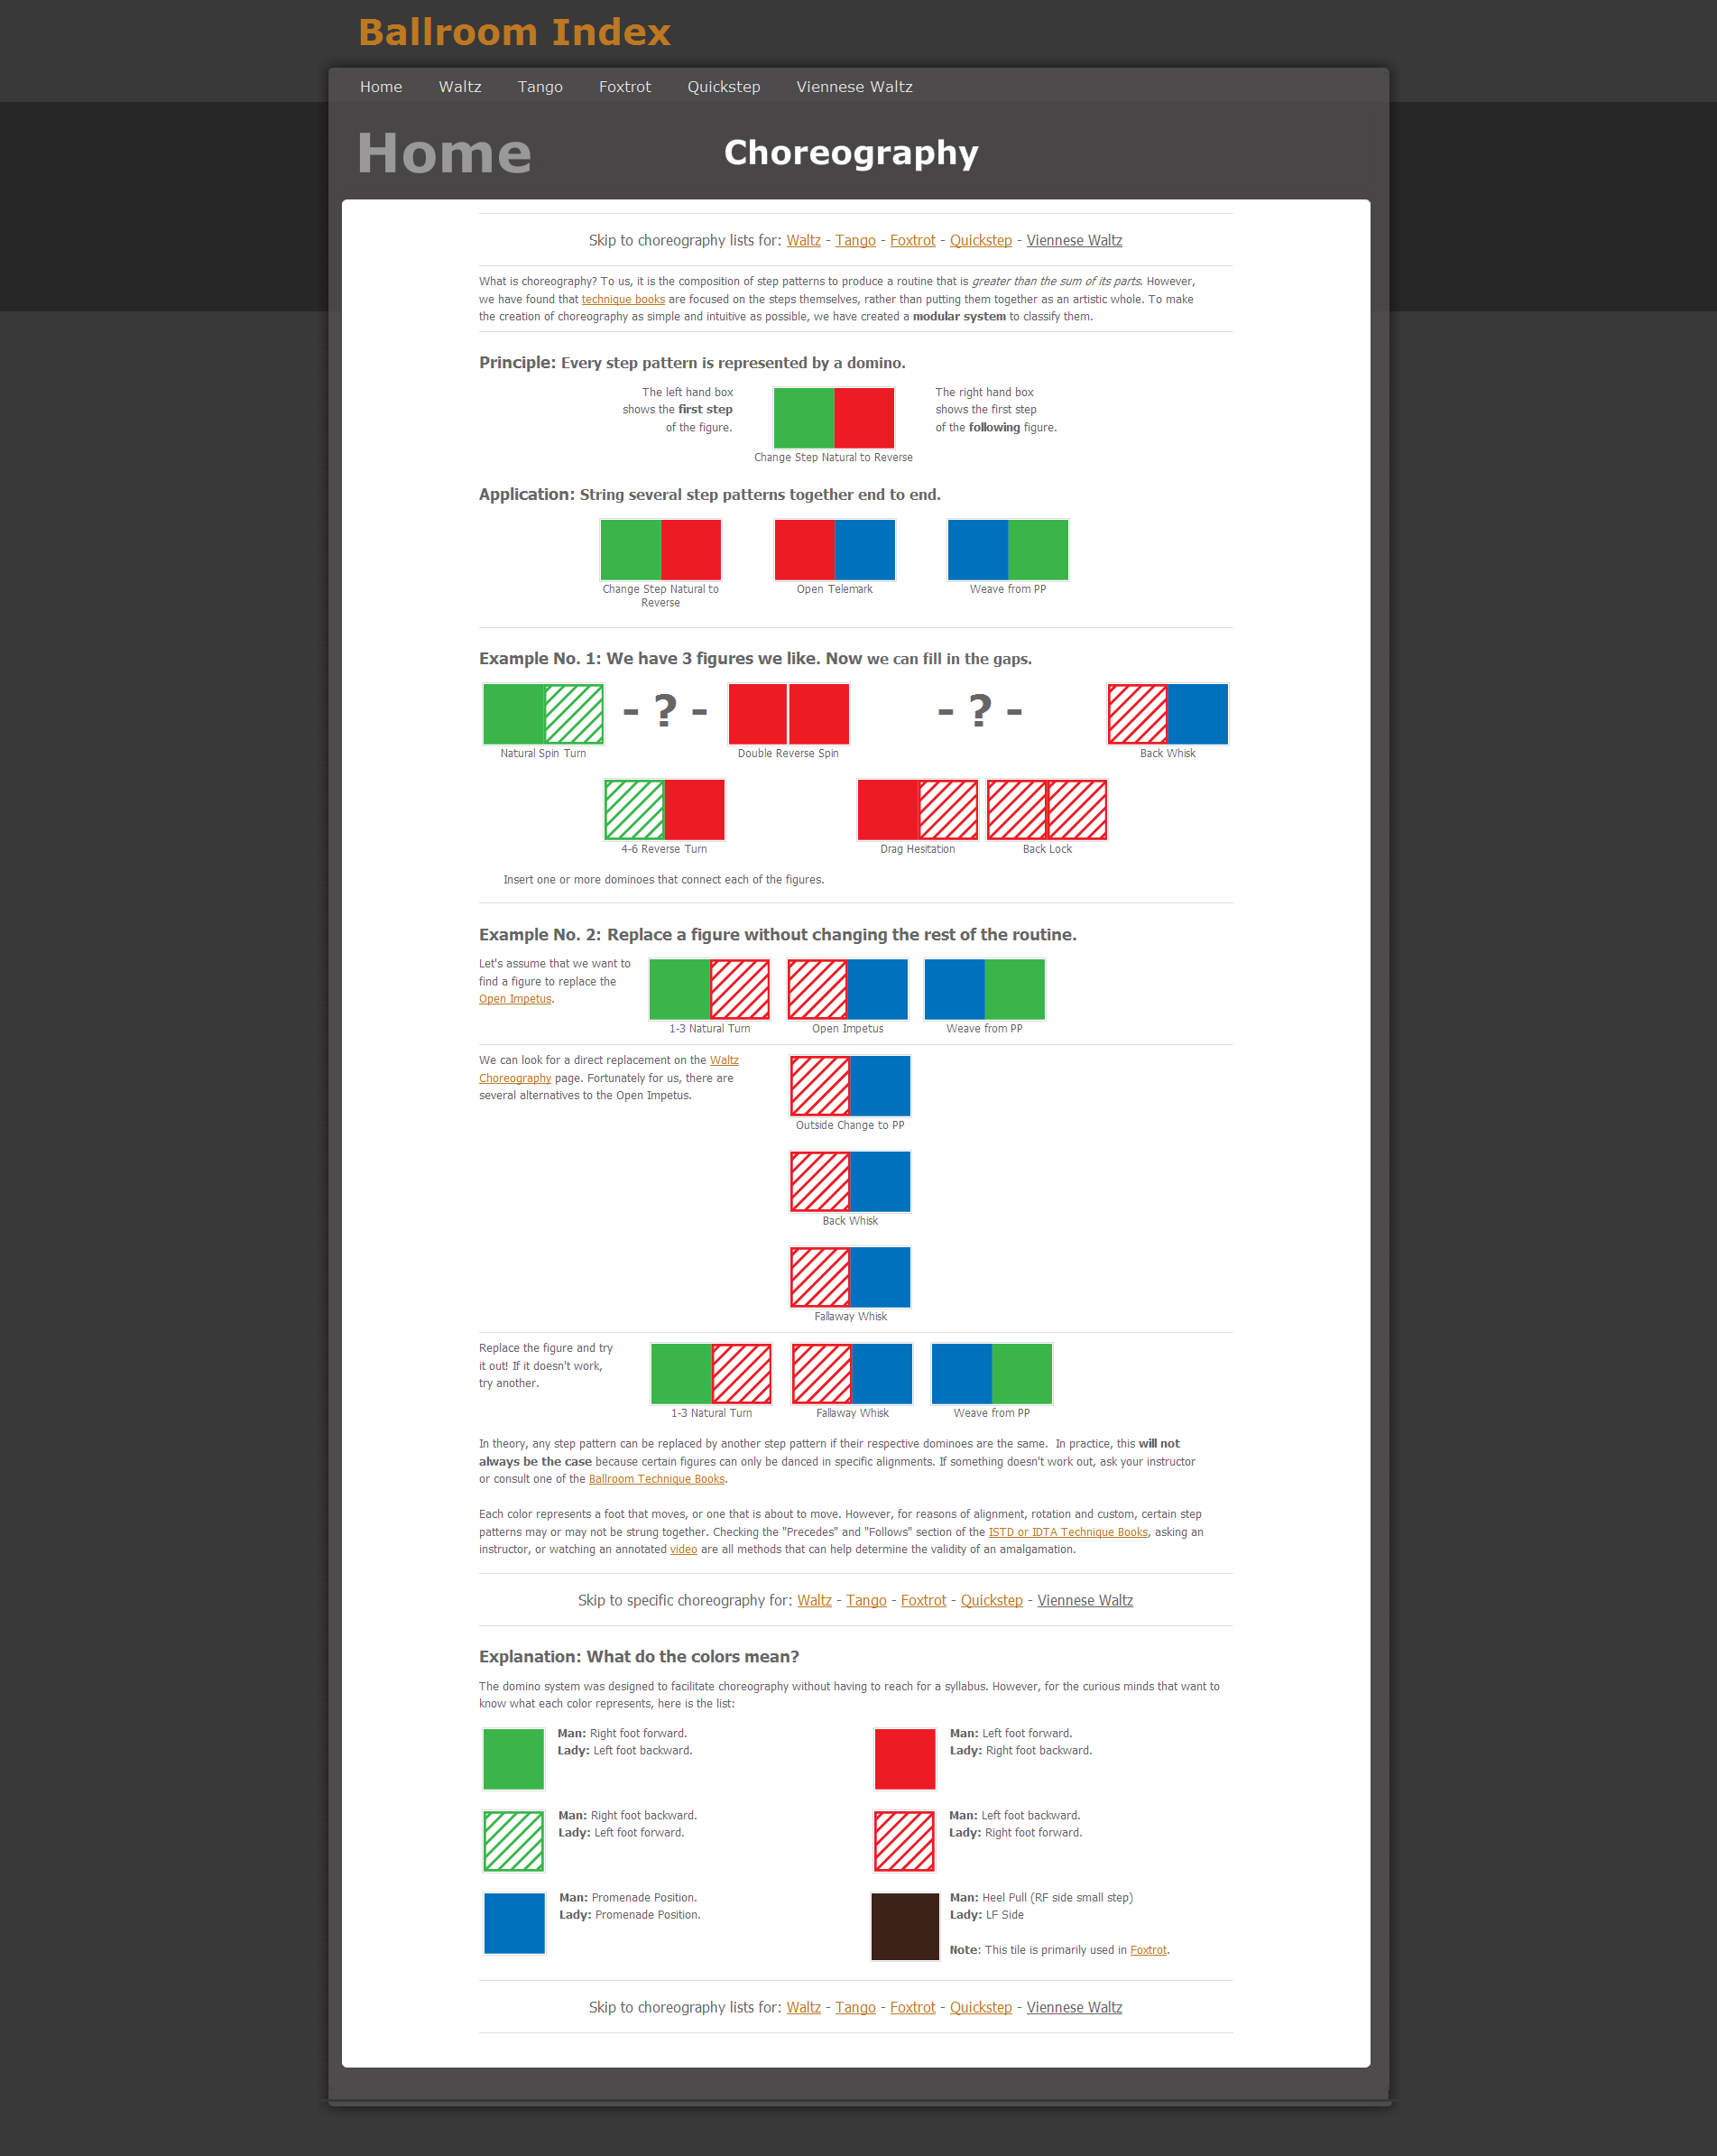 Ballroom Index
Home Waltz Tango Foxtrot Quickstep Viennese Waltz
Home
Choreography
Skip to choreography lists for: Waltz - Tango - Foxtrot - Quickstep - Viennese Waltz
What is choreography? To us, it is the composition of step patterns to produce a routine that is greater than the sum of its parts. However,
we have found that technique books are focused on the steps themselves, rather than putting them together as an artistic whole. To make
the creation of choreography as simple and intuitive as possible, we have created a modular system to classify them.
Principle: Every step pattern is represented by a domino.
The left hand box
shows the first step
of the figure.
Change Step Natural to Reverse
The right hand box
shows the first step
of the following figure.
Application: String several step patterns together end to end.
Change Step Natural to
Reverse
Open Telemark
Weave from PP
Example No. 1: We have 3 figures we like. Now we can fill in the gaps.
- ? -
- ? -
Natural Spin Turn
Double Reverse Spin
Back Whisk
4-6 Reverse Turn
Drag Hesitation
Back Lock
Insert one or more dominoes that connect each of the figures.
Example No. 2: Replace a figure without changing the rest of the routine.
Let's assume that we want to
find a figure to replace the
Open Impetus.
1-3 Natural Turn
Open Impetus
Weave from PP
We can look for a direct replacement on the Waltz
Choreography page. Fortunately for us, there are
several alternatives to the Open Impetus.
Outside Change to PP
Back Whisk
Fallaway Whisk
Replace the figure and try
it out! If it doesn't work,
try another.
1-3 Natural Turn
Fallaway Whisk
Weave from PP
In theory, any step pattern can be replaced by another step pattern if their respective dominoes are the same. In practice, this will not
always be the case because certain figures can only be danced in specific alignments. If something doesn't work out, ask your instructor
or consult one of the Ballroom Technique Books.
Each color represents a foot that moves, or one that is about to move. However, for reasons of alignment, rotation and custom, certain step
patterns may or may not be strung together. Checking the "Precedes" and "Follows" section of the ISTD or IDTA Technique Books, asking an
instructor, or watching an annotated video are all methods that can help determine the validity of an amalgamation.
Skip to specific choreography for: Waltz - Tango - Foxtrot - Quickstep - Viennese Waltz
Explanation: What do the colors mean?
The domino system was designed to facilitate choreography without having to reach for a syllabus. However, for the curious minds that want to
know what each color represents, here is the list:
Man: Right foot forward.
Lady: Left foot backward.
Man: Left foot forward.
Lady: Right foot backward.
Man: Right foot backward.
Lady: Left foot forward.
Man: Left foot backward.
Lady: Right foot forward.
Man: Promenade Position.
Lady: Promenade Position.
Man: Heel Pull (RF side small step)
Lady: LF Side
Note: This tile is primarily used in Foxtrot.
Skip to choreography lists for: Waltz - Tango - Foxtrot - Quickstep - Viennese Waltz